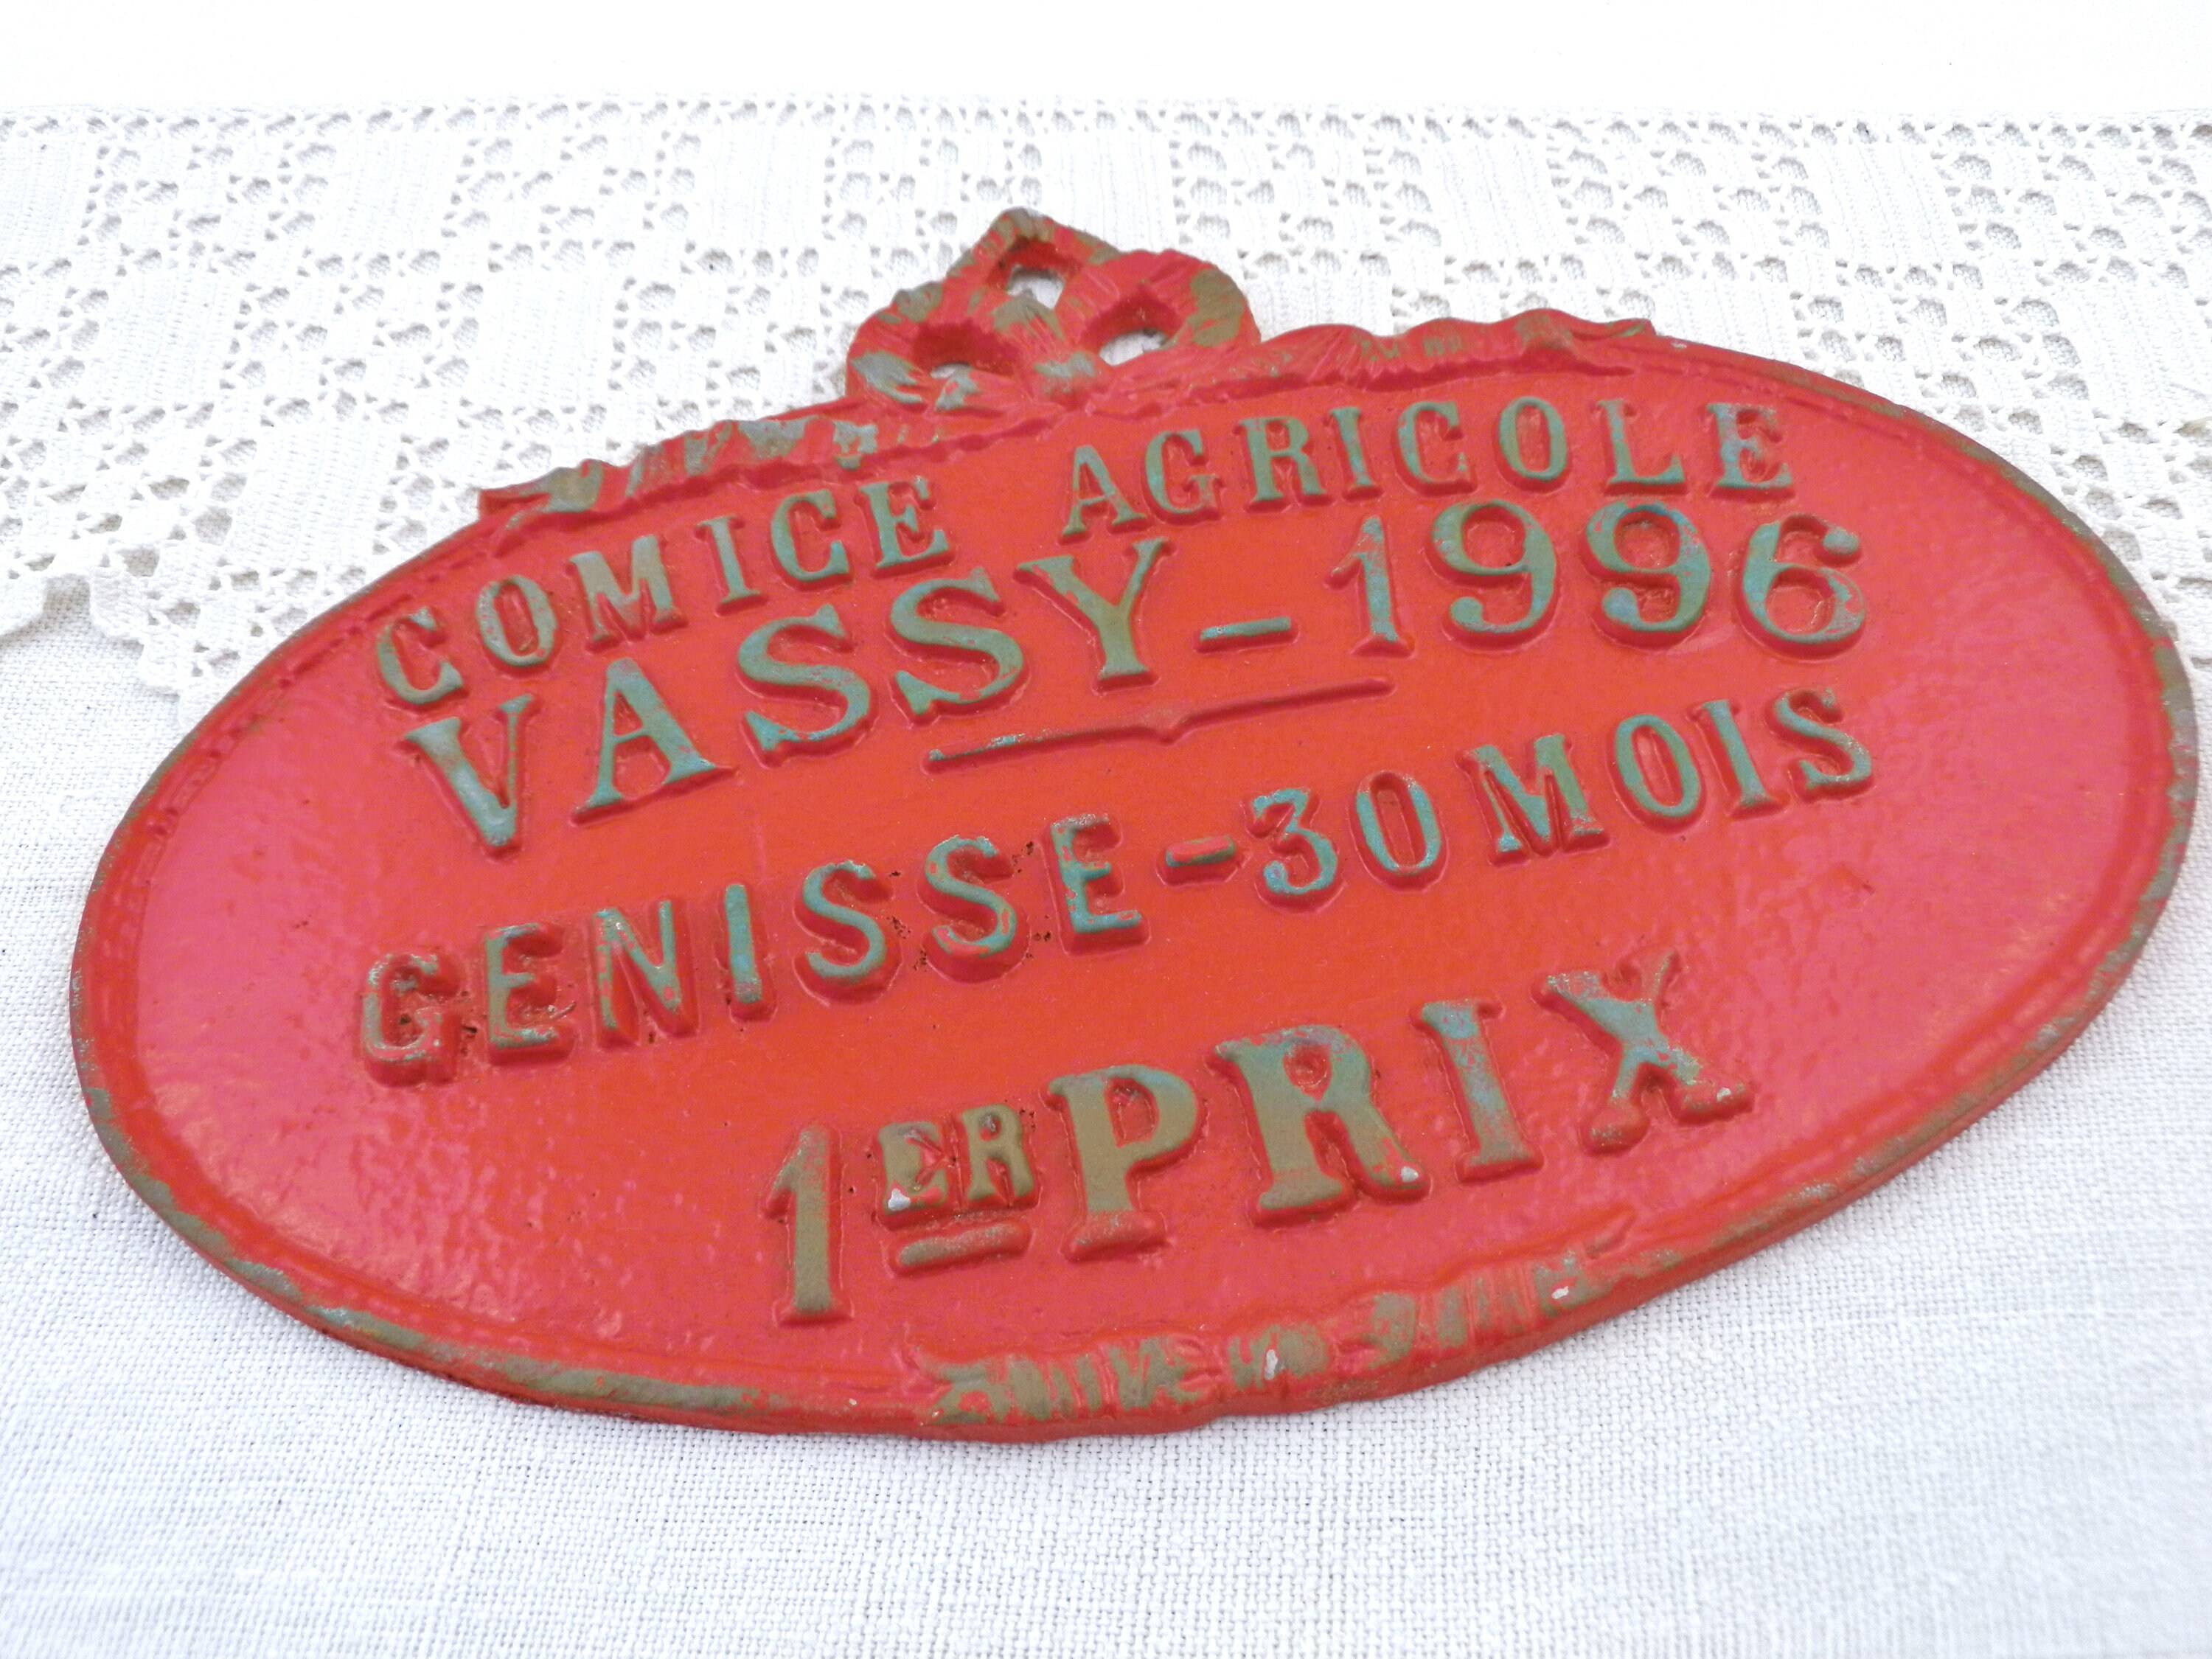 COMICE AGRICOLE
VASSY - 1996
GENISSE - 30 MOIS
1ER PRIX